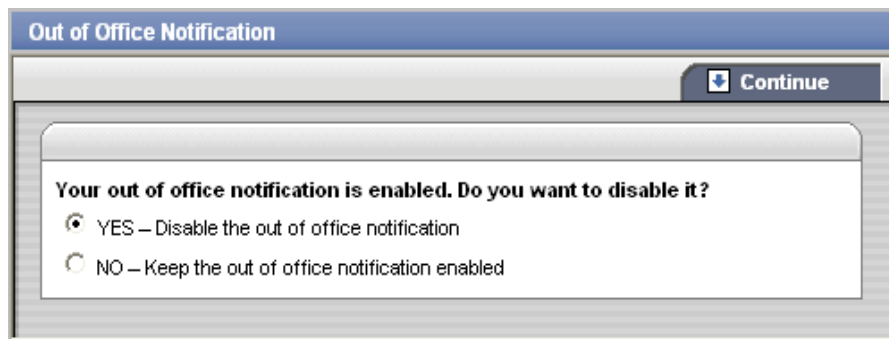 Out of Office Notification
Continue
Your out of office notification is enabled. Do you want to disable it?
YES – Disable the out of office notification
NO – Keep the out of office notification enabled